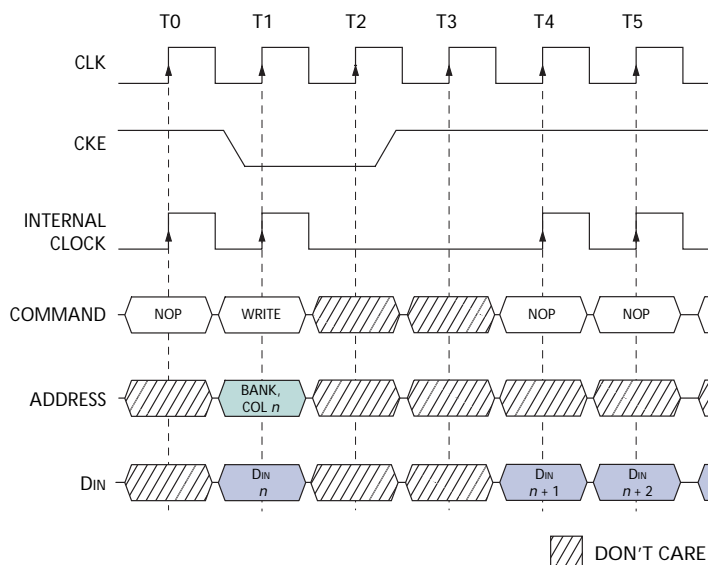 T0 T1 T2 T3 T4 T5
CLK
CKE
INTERNAL
CLOCK
COMMAND NOP WRITE NOP NOP
ADDRESS BANK,
COL n
DIN DIN
n DIN
n + 1 DIN
n + 2
DON'T CARE